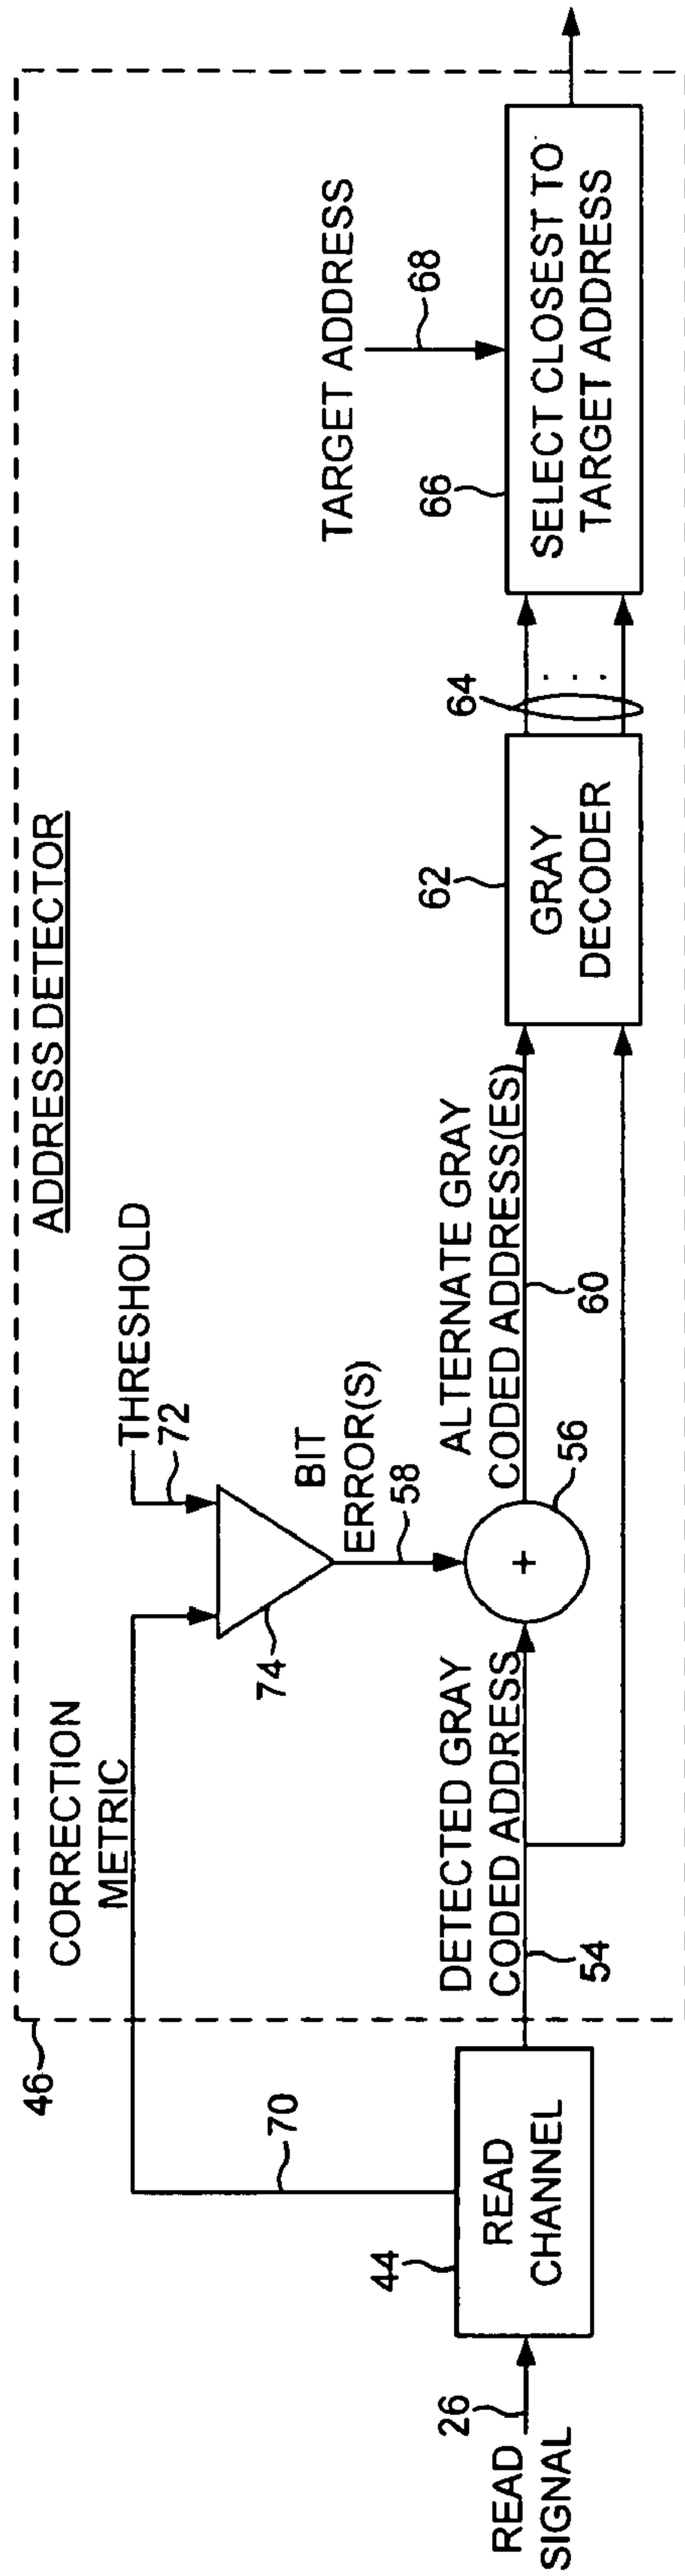 ADDRESS DETECTOR
46
CORRECTION
METRIC
70
THRESHOLD
72
74
BIT
ERROR(S)
58
TARGET ADDRESS
68
READ
SIGNAL
26
44
READ
CHANNEL
DETECTED GRAY
CODED ADDRESS
54
56
+
ALTERNATE GRAY
CODED ADDRESS(ES)
60
62
GRAY
DECODER
64
. . .
66
SELECT CLOSEST TO
TARGET ADDRESS